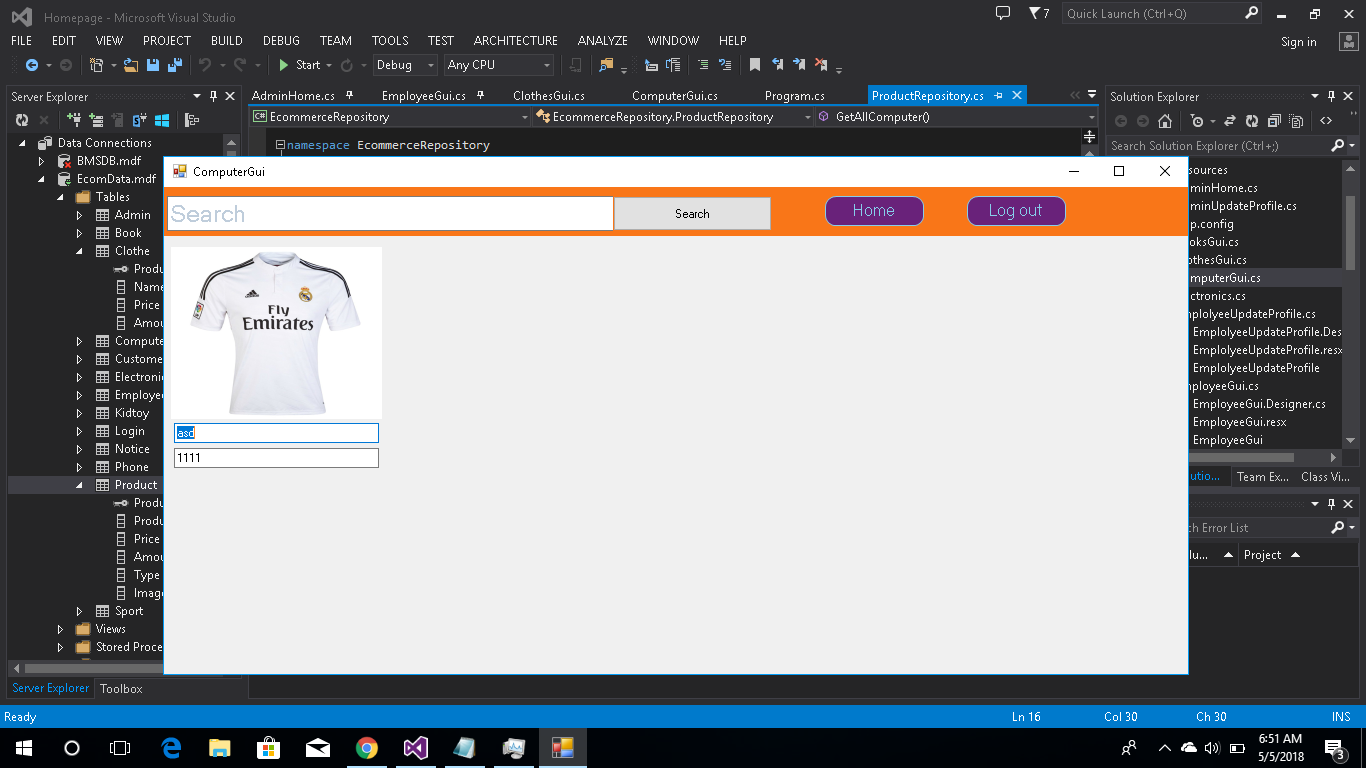 Homepage - Microsoft Visual Studio
7
Quick Launch (Ctrl+Q)
FILE EDIT VIEW PROJECT BUILD DEBUG TEAM TOOLS TEST ARCHITECTURE ANALYZE WINDOW HELP
Sign in
Start Debug Any CPU
Server Explorer
AdminHome.cs EmployeeGui.cs ClothesGui.cs ComputerGui.cs Program.cs ProductRepository.cs
Solution Explorer
EcommerceRepository EcommerceRepository.ProductRepository GetAllComputer()
Search Solution Explorer (Ctrl+;)
namespace EcommerceRepository
Data Connections
BMSDB.mdf
EcomData.mdf
Tables
Admin
Book
Clothe
Produ
Name
Price
Amou
Compute
Custome
Electroni
Employee
Kidtoy
Login
Notice
Phone
Product
Produ
Produ
Price
Amou
Type
Image
Sport
Views
Stored Proce
Server Explorer Toolbox
ComputerGui
Search
Search
Home
Log out
Fly
Emirates
asd
1111
sources
minHome.cs
minUpdateProfile.cs
p.config
oksGui.cs
othesGui.cs
mputerGui.cs
ctronics.cs
nplolyeeUpdateProfile.cs
EmplolyeeUpdateProfile.Des
EmplolyeeUpdateProfile.resx
EmplolyeeUpdateProfile
nployeeGui.cs
EmployeeGui.Designer.cs
EmployeeGui.resx
EmployeeGui
utio... Team Ex... Class Vi...
ch Error List
lu... Project
Ready
Ln 16 Col 30 Ch 30 INS
6:51 AM
5/5/2018
3